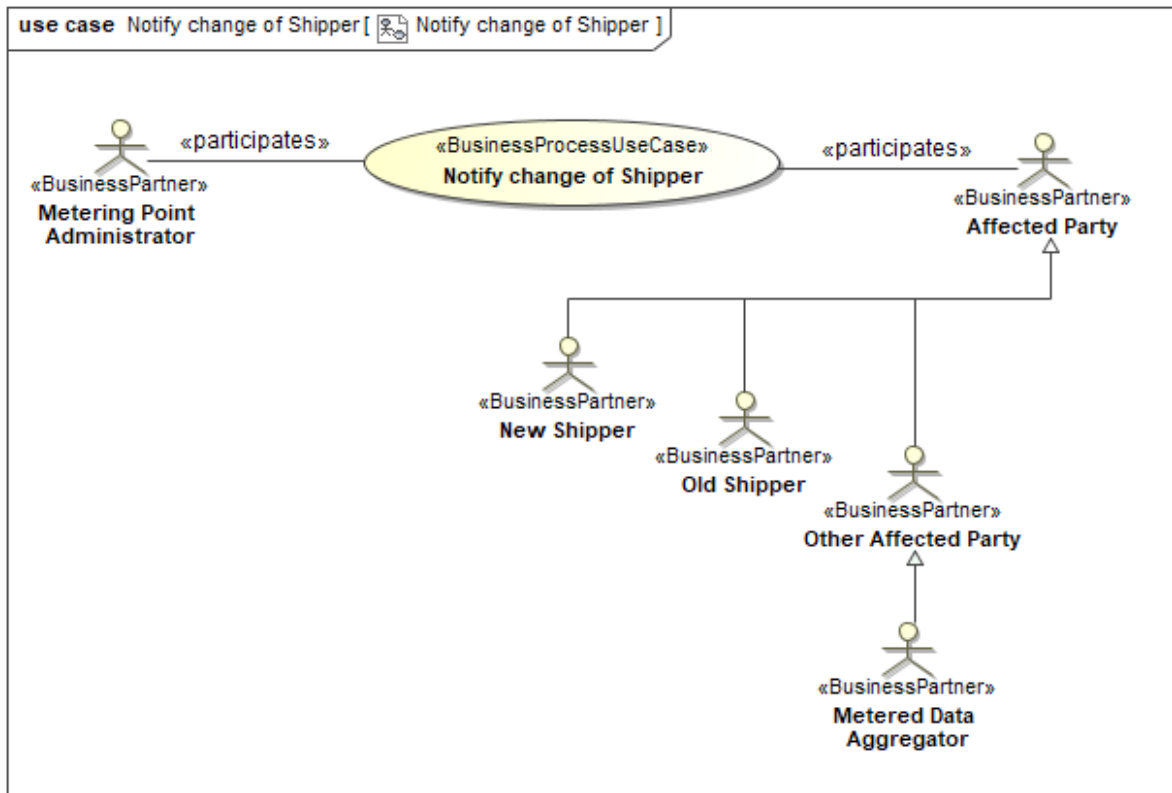 use case Notify change of Shipper [ Notify change of Shipper ]
«participates»
«BusinessProcessUseCase»
Notify change of Shipper
«participates»
«BusinessPartner»
Metering Point
Administrator
«BusinessPartner»
Affected Party
«BusinessPartner»
New Shipper
«BusinessPartner»
Old Shipper
«BusinessPartner»
Other Affected Party
«BusinessPartner»
Metered Data
Aggregator